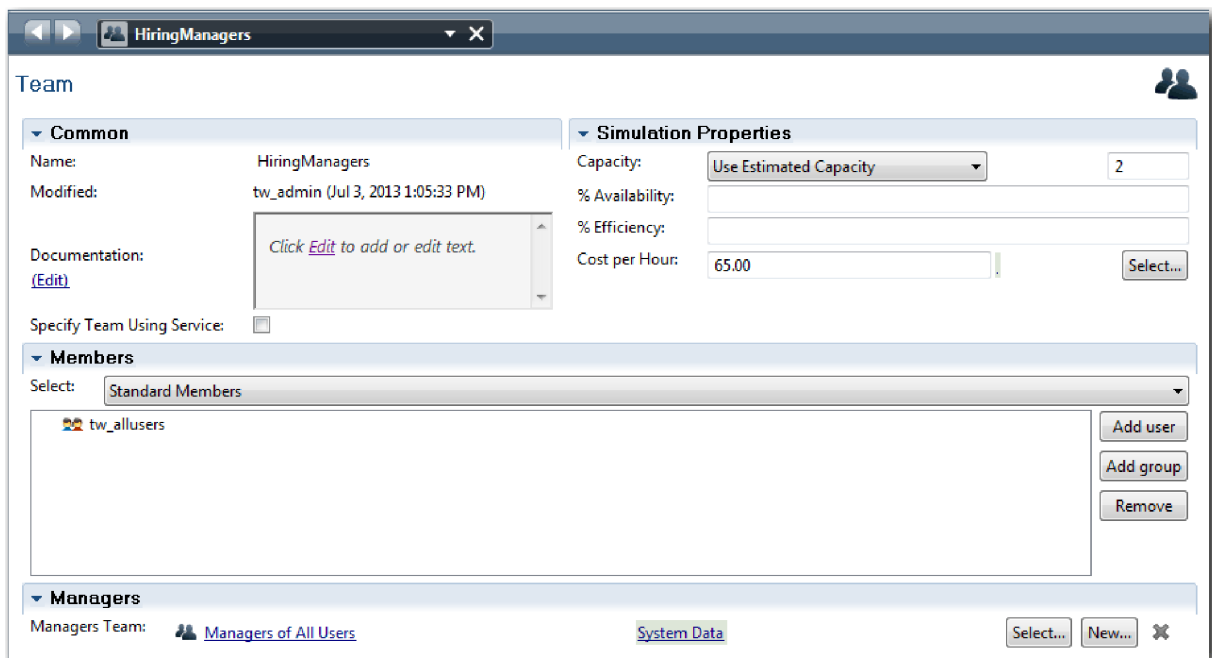 HiringManagers
Team
Common
Name: HiringManagers
Modified: tw_admin (Jul 3, 2013 1:05:33 PM)
Documentation:
(Edit)
Click Edit to add or edit text.
Specify Team Using Service:
Simulation Properties
Capacity: Use Estimated Capacity 2
% Availability:
% Efficiency:
Cost per Hour: 65.00 . Select...
Members
Select: Standard Members
tw_allusers
Add user
Add group
Remove
Managers
Managers Team: Managers of All Users System Data Select... New...